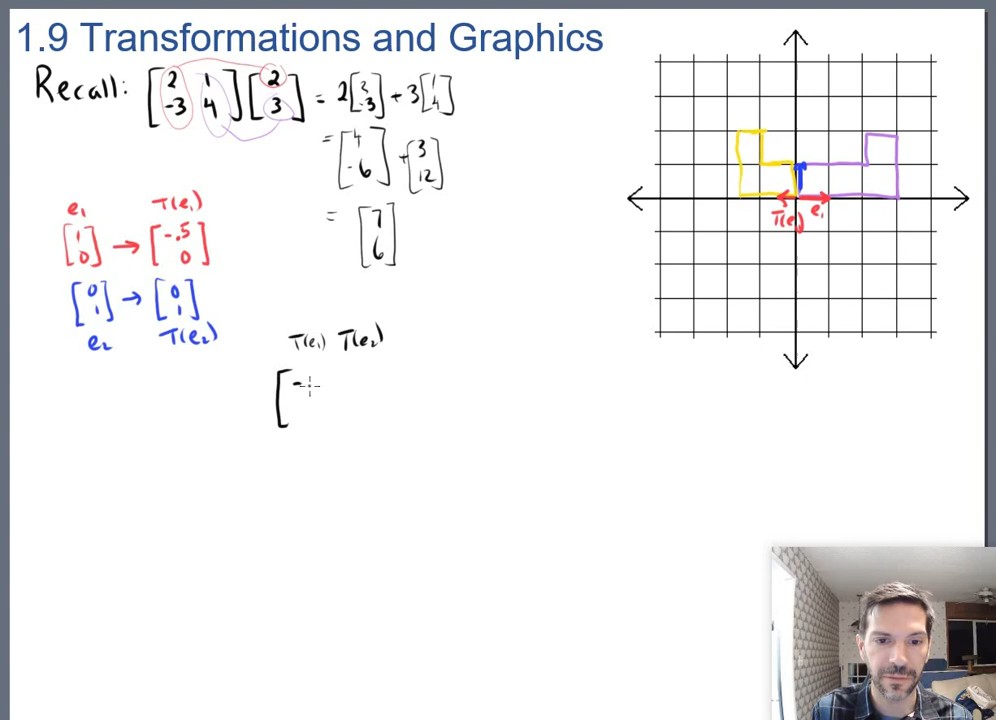 1.9 Transformations and Graphics
Recall: [2 1; -3 4] [2; 3] = 2[2; -3] + 3[1; 4]
= [4; -6] + [3; 12]
= [7; 6]
e₁ T(e₁)
[1; 0] → [-.5; 0]
[0; 1] → [0; 1]
e₂ T(e₂)
T(e₁) T(e₂)
[-
T(e₁) e₁